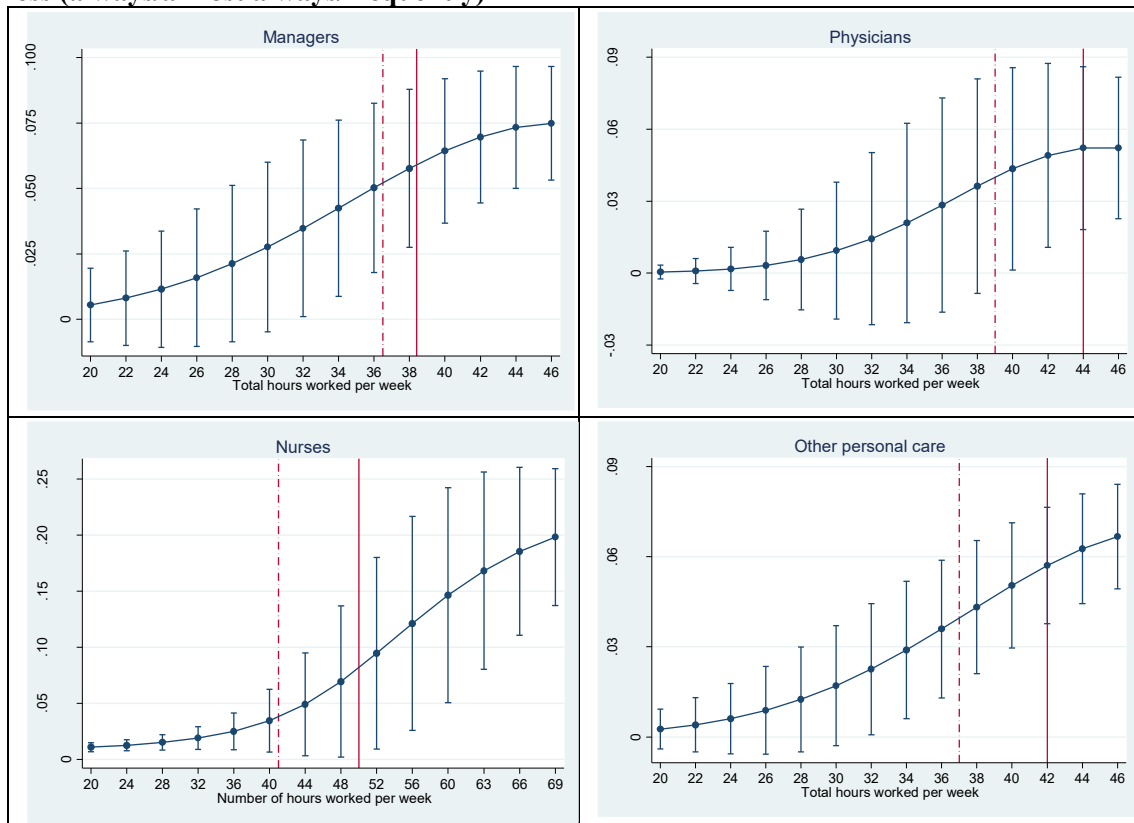 Managers
.100
.075
.050
.025
0
20 22 24 26 28 30 32 34 36 38 40 42 44 46
Total hours worked per week
Physicians
.09
.06
.03
0
-.03
20 22 24 26 28 30 32 34 36 38 40 42 44 46
Total hours worked per week
Nurses
.25
.20
.15
.10
.05
0
20 24 28 32 36 40 44 48 52 56 60 63 66 69
Number of hours worked per week
Other personal care
.09
.06
.03
0
20 22 24 26 28 30 32 34 36 38 40 42 44 46
Total hours worked per week